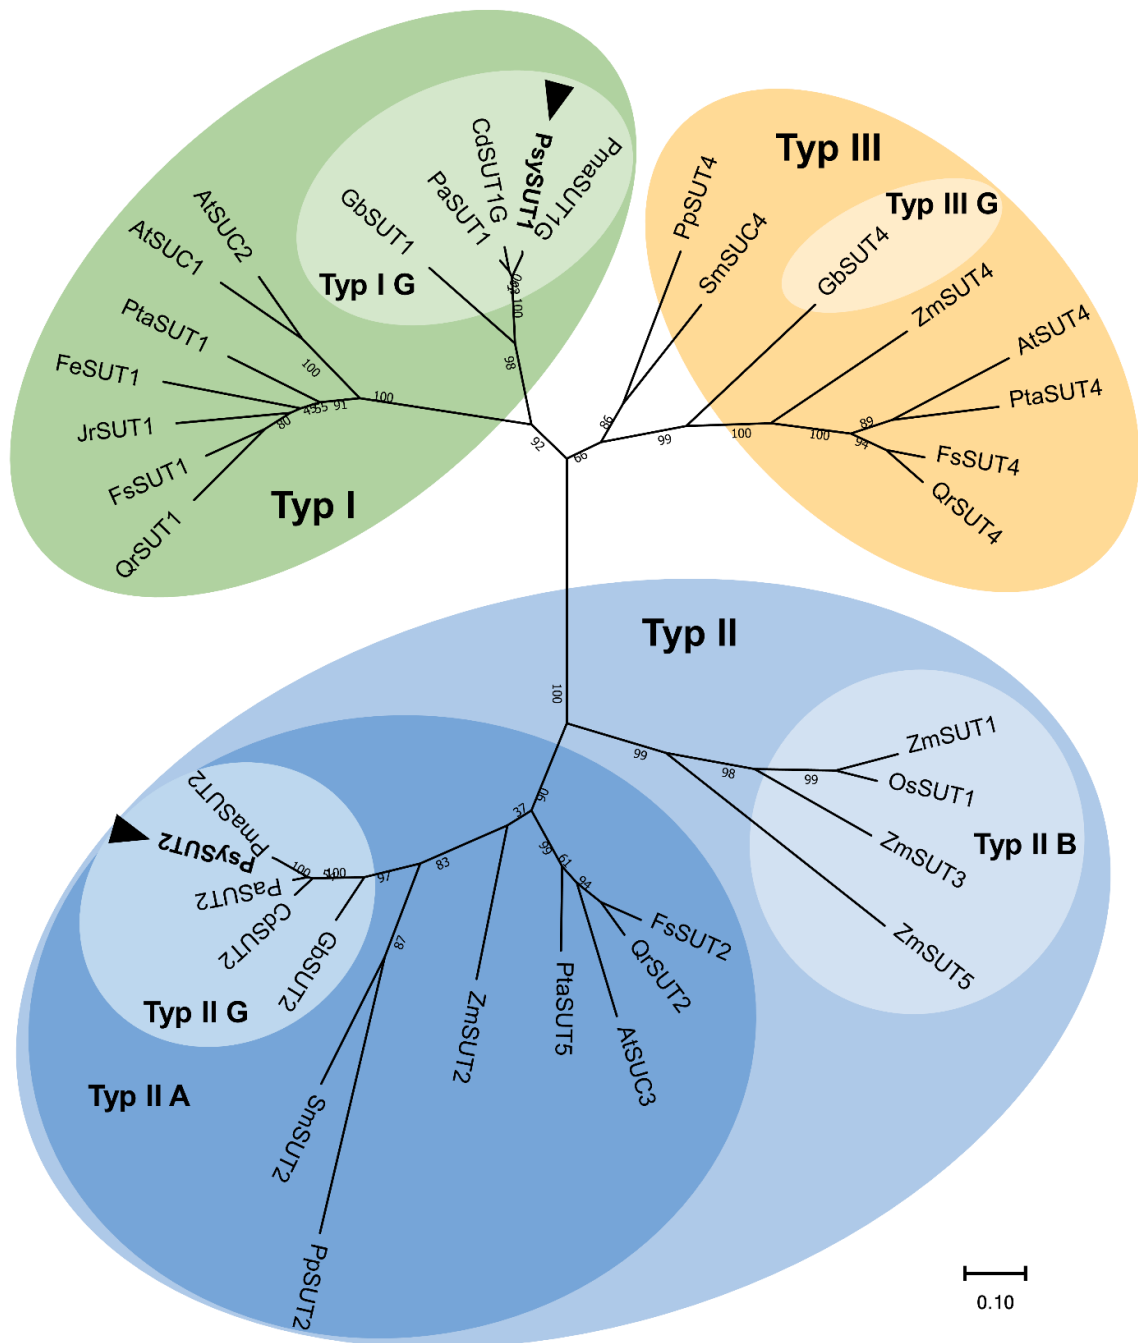 Typ I
Typ I G
AtSUC2
AtSUC1
PtaSUT1
FeSUT1
JrSUT1
FsSUT1
QrSUT1
GbSUT1
PaSUT1
CdSUT1G
PsySUT1
PmaSUT1G
100
98
100
100
91
55
45
80
92
Typ III
Typ III G
PpSUT4
SmSUC4
GbSUT4
ZmSUT4
AtSUT4
PtaSUT4
FsSUT4
QrSUT4
86
66
99
100
100
89
94
Typ II
100
99
98
99
ZmSUT1
OsSUT1
ZmSUT3
ZmSUT5
Typ II B
90
37
99
61
94
83
97
100
100
87
PmaSUT2
PsySUT2
PaSUT2
CdSUT2
GbSUT2
Typ II G
Typ II A
SmSUT2
PpSUT2
ZmSUT2
PtaSUT5
AtSUC3
QrSUT2
FsSUT2
0.10